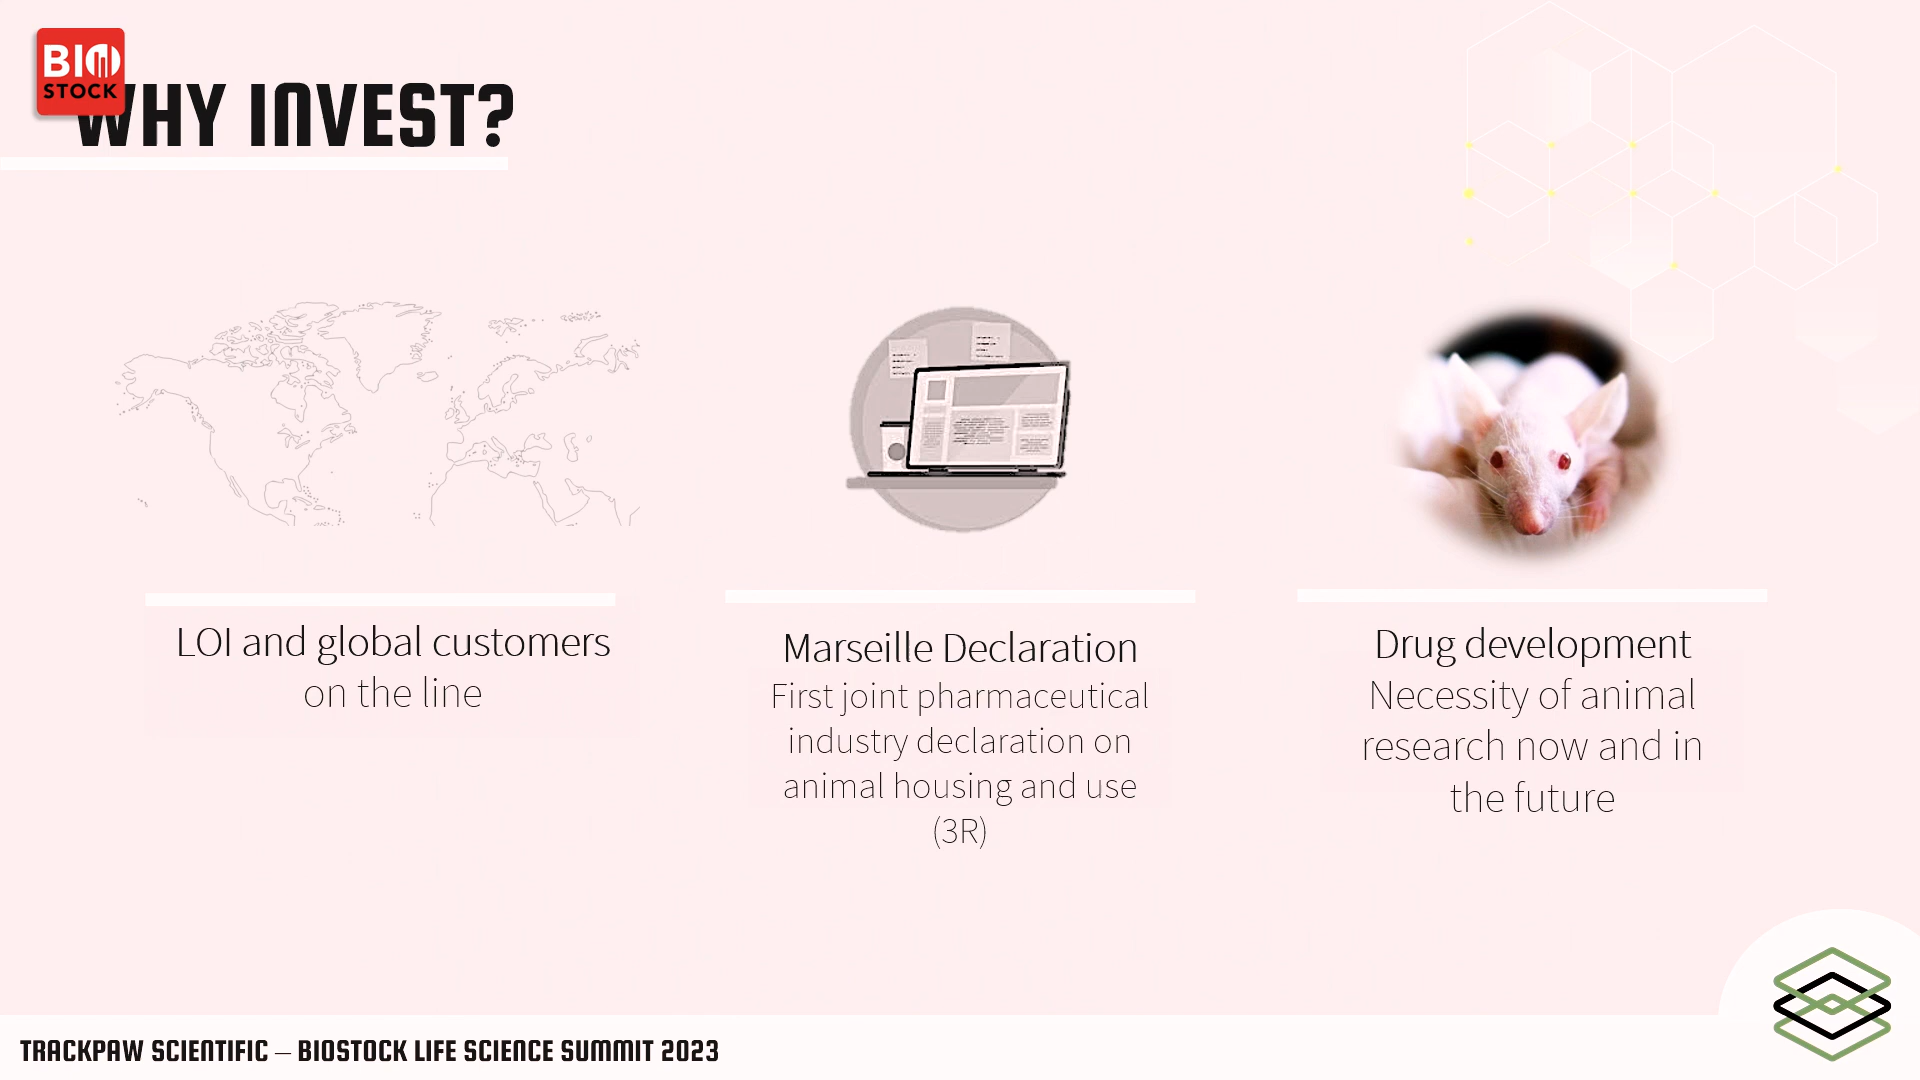 BIO
STOCK
WHY INVEST?
LOI and global customers
on the line
Marseille Declaration
First joint pharmaceutical
industry declaration on
animal housing and use
(3R)
Drug development
Necessity of animal
research now and in
the future
TRACKPAW SCIENTIFIC – BIOSTOCK LIFE SCIENCE SUMMIT 2023